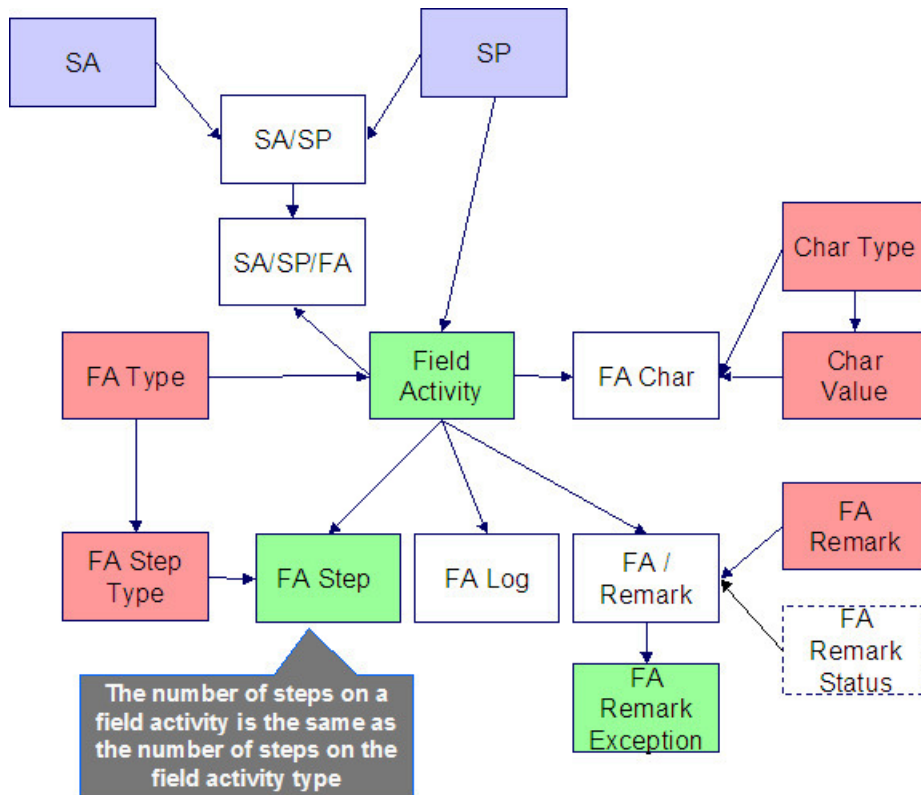 SA
SP
SA/SP
SA/SP/FA
Char Type
FA Type
Field
Activity
FA Char
Char
Value
FA Step
Type
FA Step
FA Log
FA /
Remark
FA
Remark
FA
Remark
Status
FA
Remark
Exception
The number of steps on a
field activity is the same as
the number of steps on the
field activity type